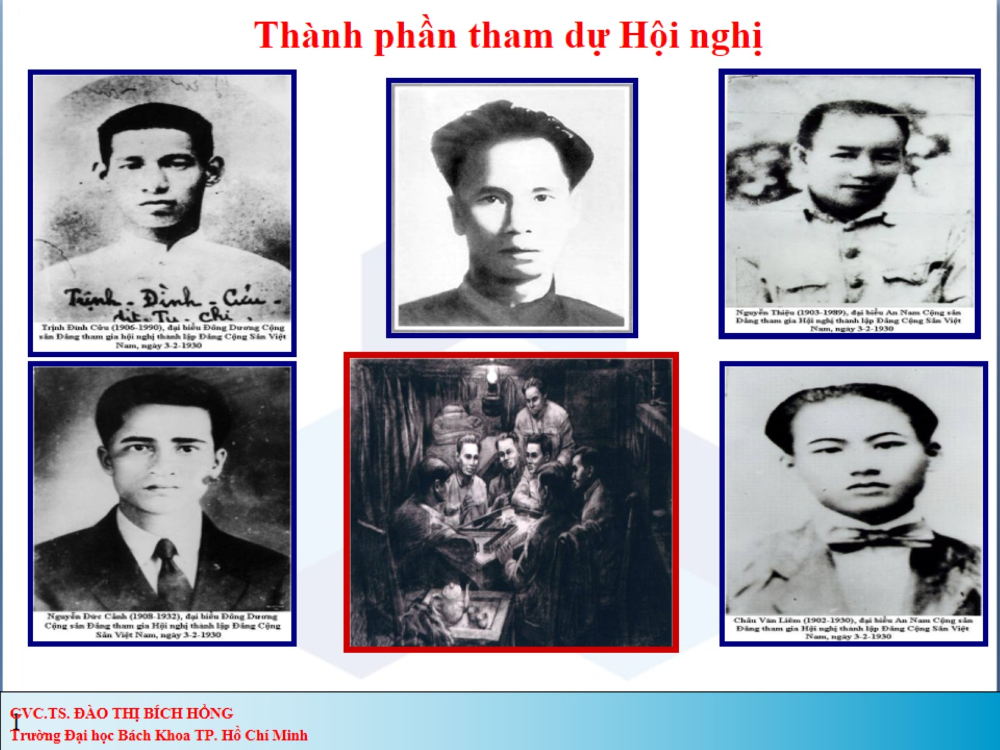 Thành phần tham dự Hội nghị
Trịnh - Đình - Cửu -
dit - Tu - chi .
Trịnh Đình Cửu (1906-1990), đại biểu Đông Dương Cộng
sản Đảng tham gia hội nghị thành lập Đảng Cộng Sản Việt
Nam, ngày 3-2-1930
Nguyễn Thiệu (1903-1989), đại biểu An Nam Cộng sản
Đảng tham gia Hội nghị thành lập Đảng Cộng Sản Việt
Nam, ngày 3-2-1930
Nguyễn Đức Cảnh (1908-1932), đại biểu Đông Dương
Cộng sản Đảng tham gia Hội nghị thành lập Đảng Cộng
Sản Việt Nam, ngày 3-2-1930
Châu Văn Liêm (1902-1930), đại biểu An Nam Cộng sản
Đảng tham gia Hội nghị thành lập Đảng Cộng Sản Việt
Nam, ngày 3-2-1930
GVC.TS. ĐÀO THỊ BÍCH HỒNG
1
Trường Đại học Bách Khoa TP. Hồ Chí Minh